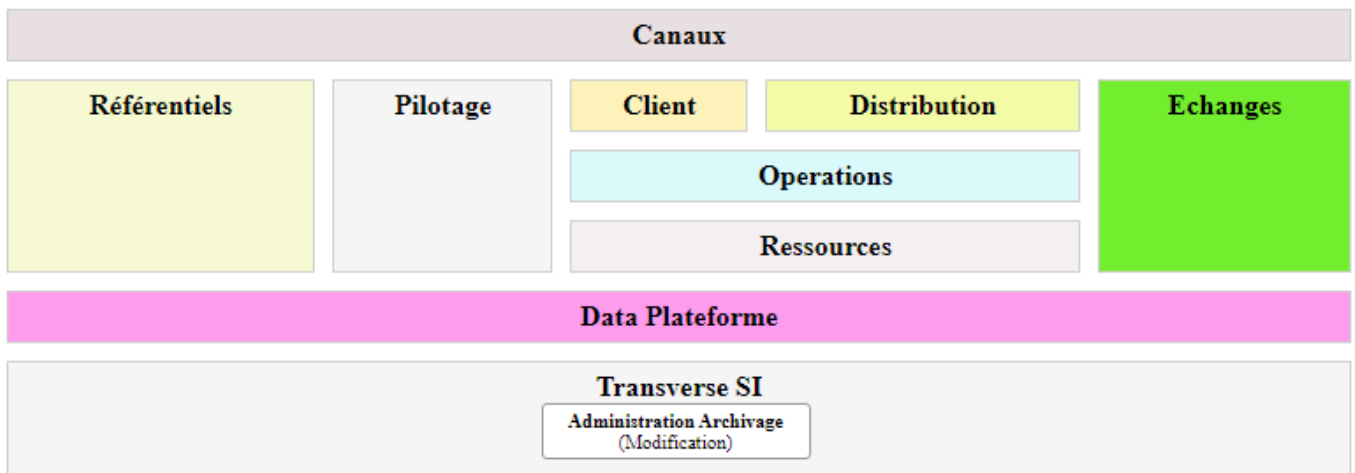 Canaux
Référentiels
Pilotage
Client
Distribution
Echanges
Operations
Ressources
Data Plateforme
Transverse SI
Administration Archivage
(Modification)